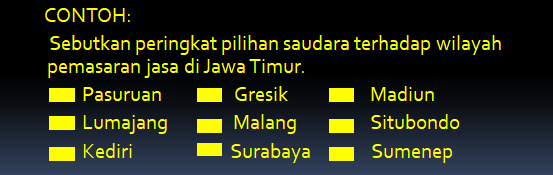 CONTOH:
Sebutkan peringkat pilihan saudara terhadap wilayah
pemasaran jasa di Jawa Timur.
Pasuruan Gresik Madiun
Lumajang Malang Situbondo
Kediri Surabaya Sumenep